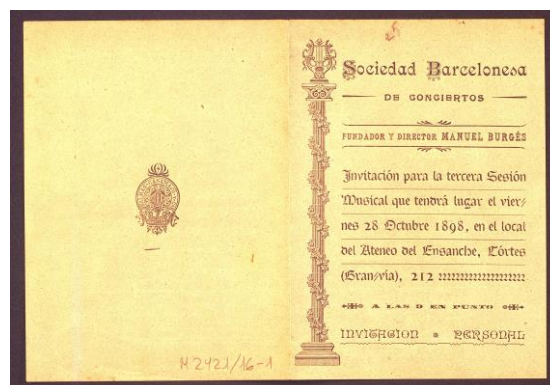 Sociedad Barcelonesa
DE CONCIERTOS
FUNDADOR Y DIRECTOR MANUEL BURGÉS
Invitación para la tercera Sesión
Musical que tendrá lugar el vier-
nes 28 Octubre 1898, en el local
del Ateneo del Ensanche, Córtes
(Gran-vía), 212
A LAS 9 EN PUNTO
INVITACION PERSONAL
M 2421/16-1